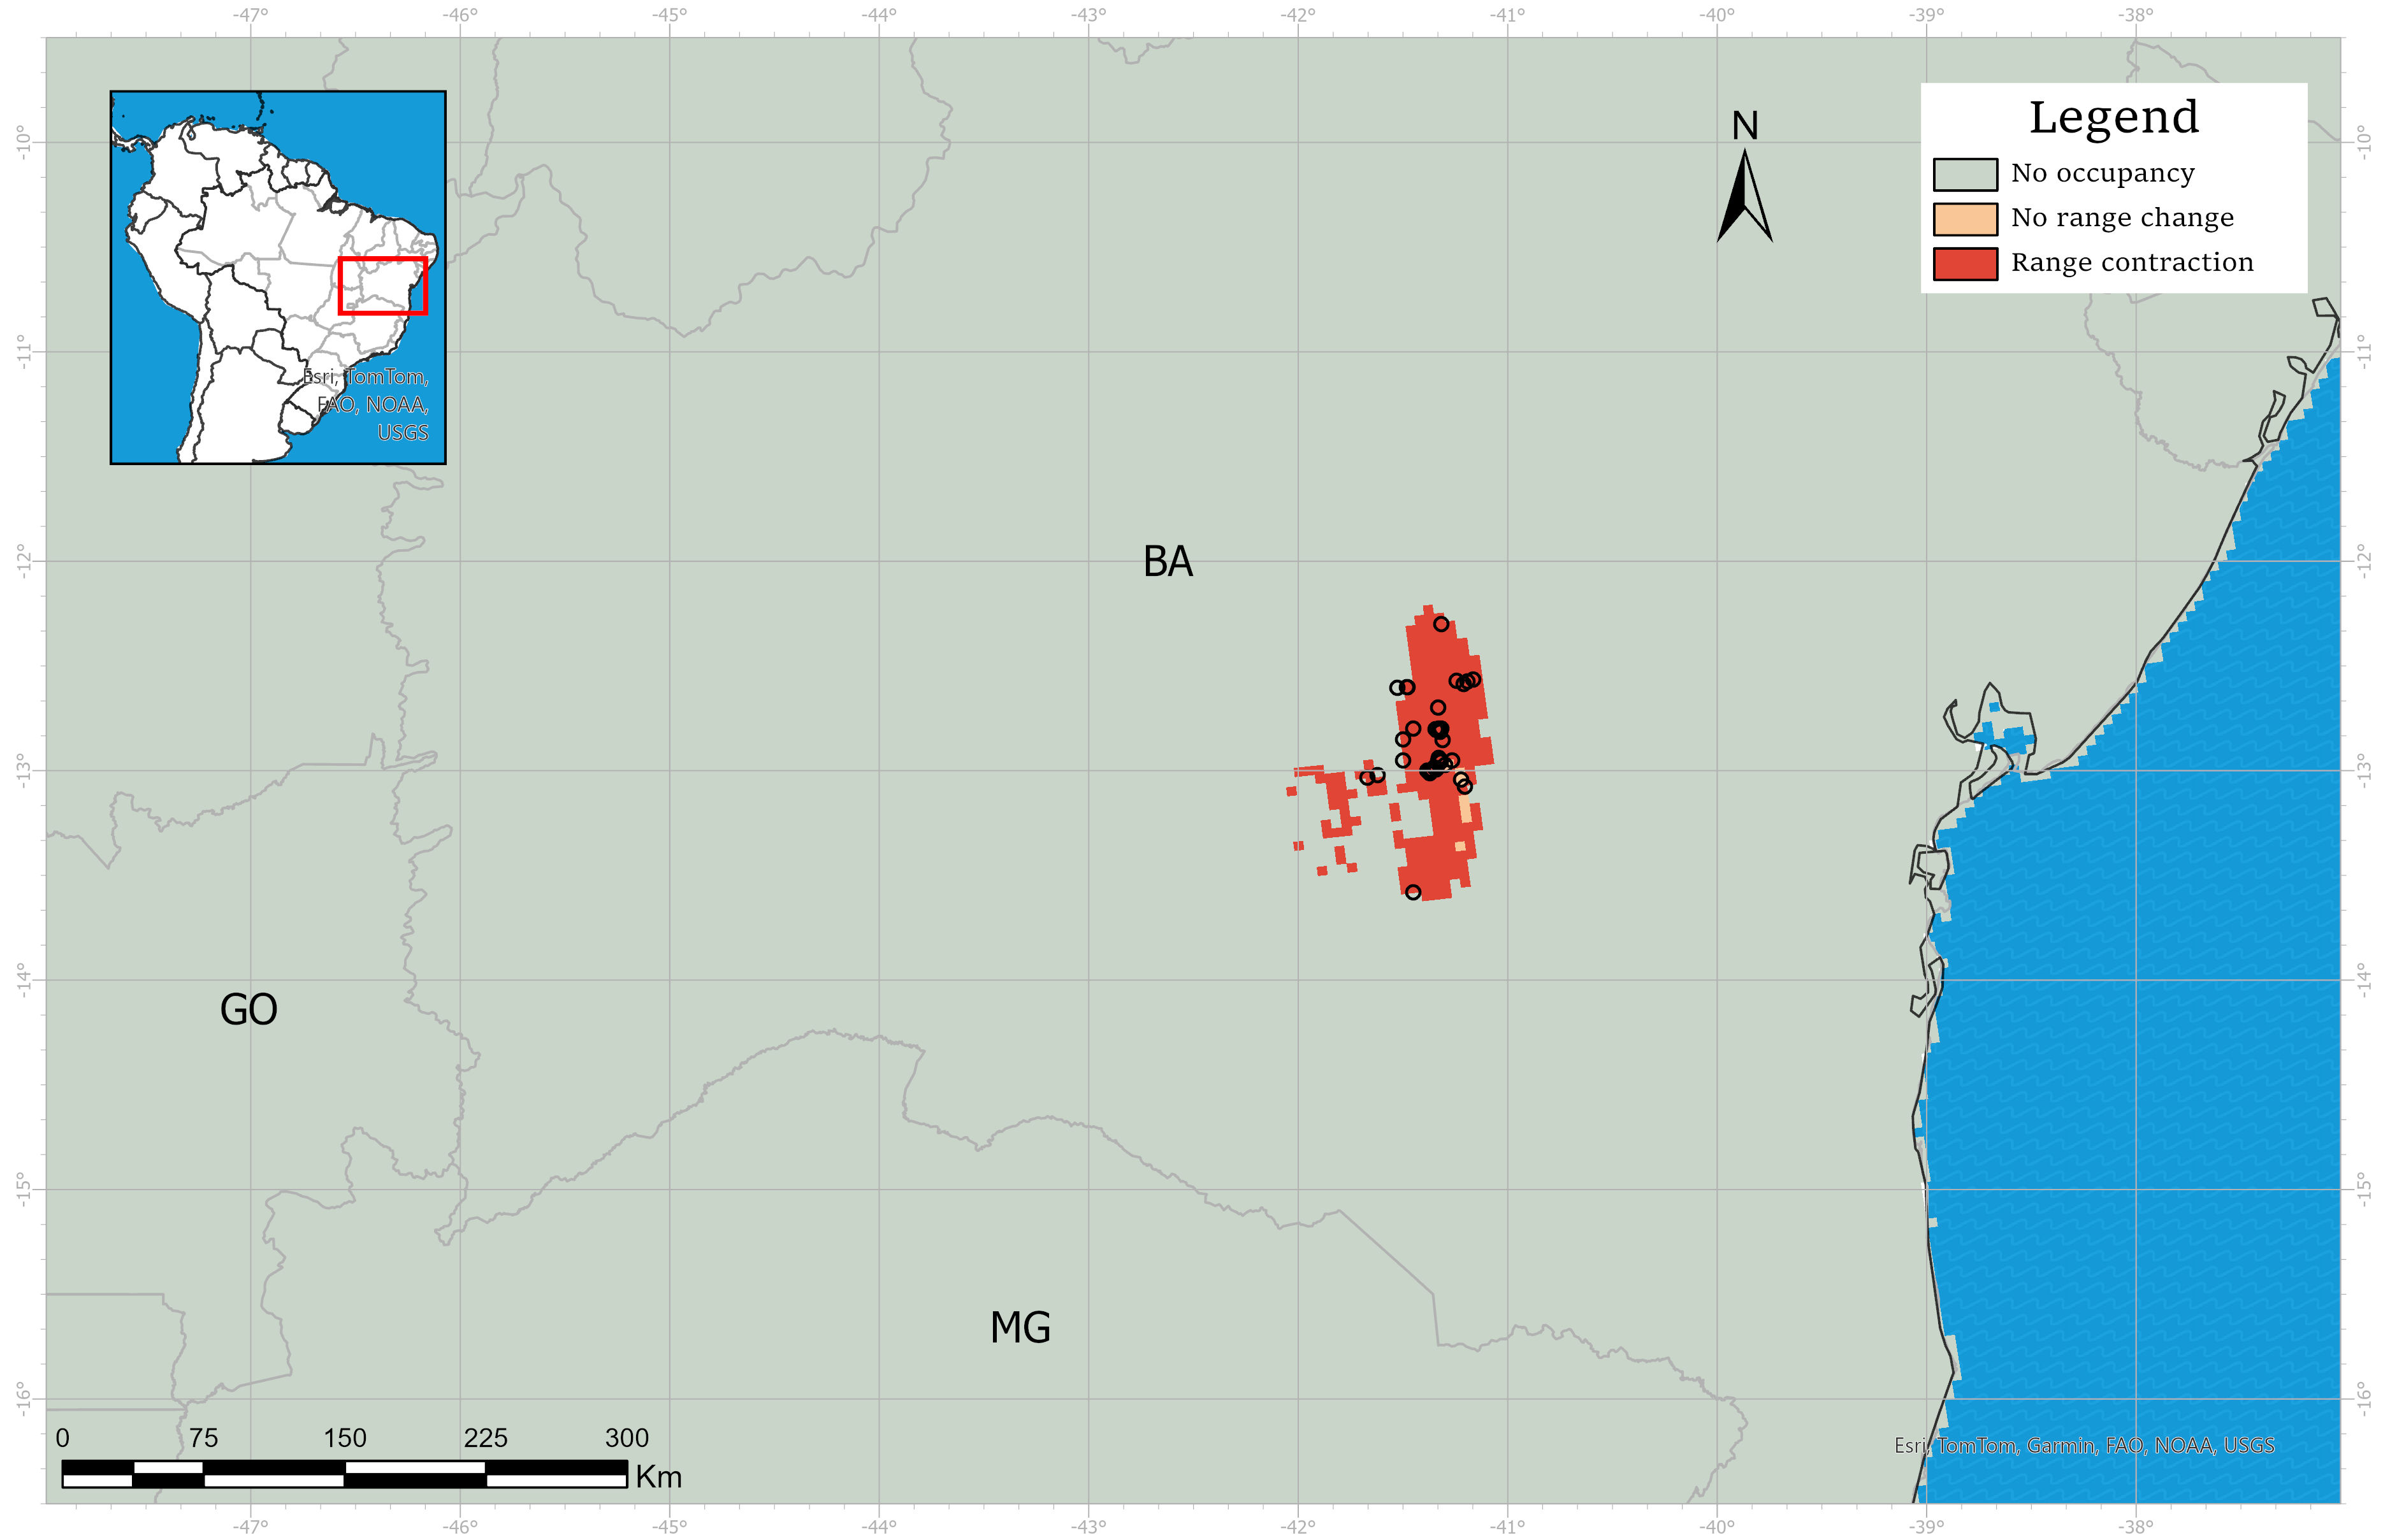 -47° -46° -45° -44° -43° -42° -41° -40° -39° -38°
-10° -10°
-11° -11°
-12° -12°
-13° -13°
-14° -14°
-15° -15°
-16° -16°
Esri, TomTom,
FAO, NOAA,
USGS
N
Legend
No occupancy
No range change
Range contraction
BA
GO
MG
0 75 150 225 300
Km
Esri, TomTom, Garmin, FAO, NOAA, USGS
-47° -46° -45° -44° -43° -42° -41° -40° -39° -38°